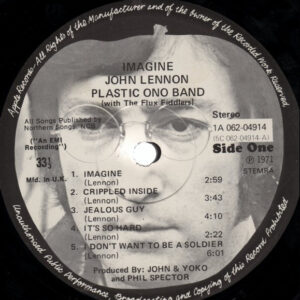 Apple Records · All Rights of the Manufacturer and of the Owner of the Recorded Work Reserved
Unauthorised Public Performance, Broadcasting and Copying of this Record Prohibited
IMAGINE
JOHN LENNON
PLASTIC ONO BAND
(with The Flux Fiddlers)
All Songs Published by
Northern Songs, NCB
("An EMI
Recording")
33⅓
Mfd. In U.K.
Stereo
1A 062-04914
(6C 062-04914-A)
Side One
℗ 1971
STEMRA
1. IMAGINE 2:59
(Lennon)
2. CRIPPLED INSIDE 3:43
(Lennon)
3. JEALOUS GUY 4:10
(Lennon)
4. IT'S SO HARD 2:22
(Lennon)
5. I DON'T WANT TO BE A SOLDIER 6:01
(Lennon)
Produced By: JOHN & YOKO
and PHIL SPECTOR